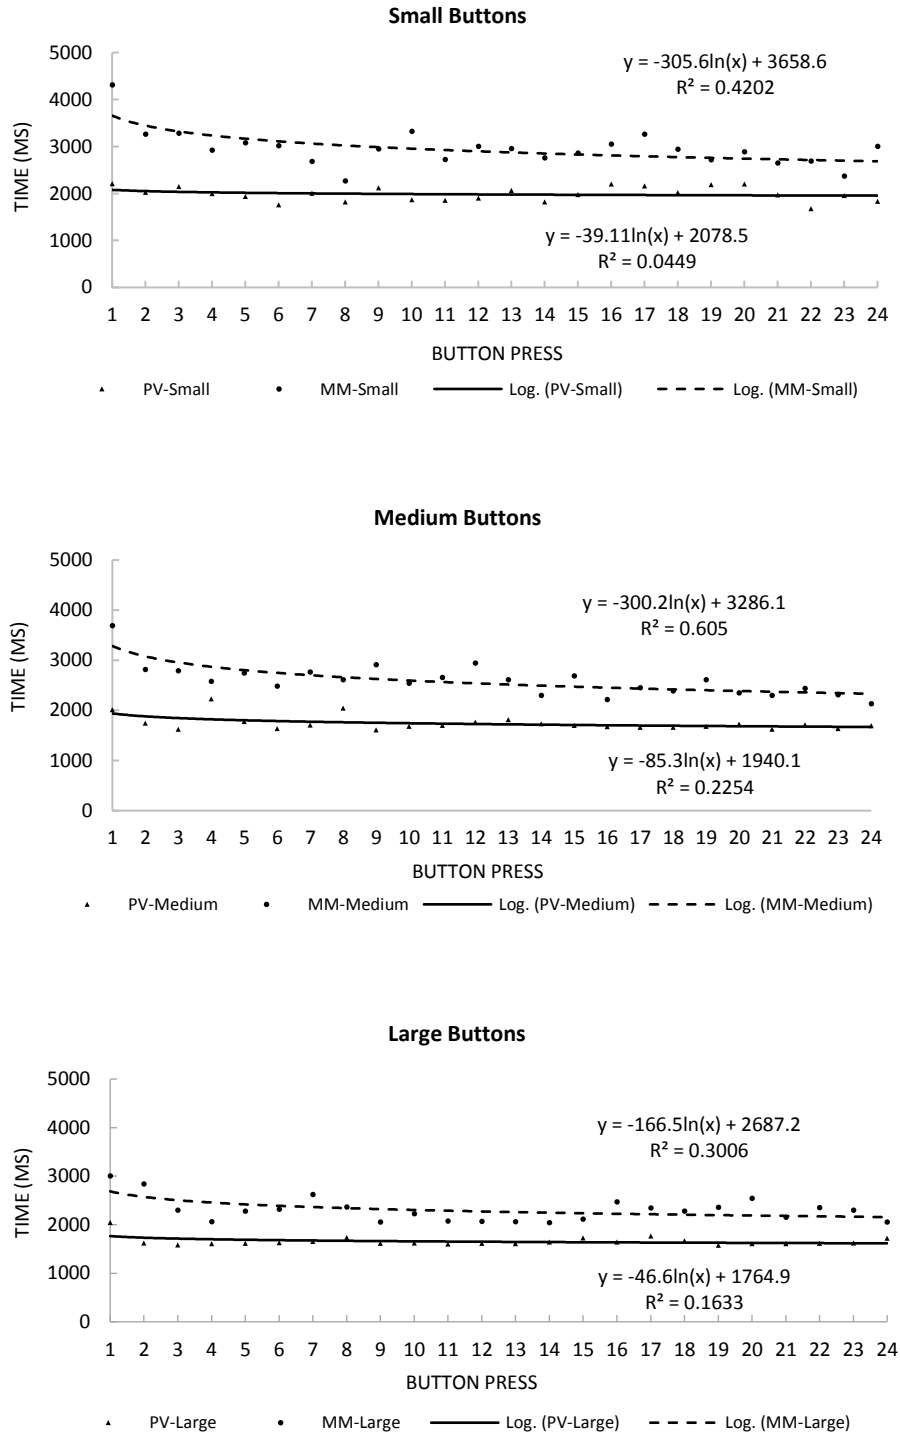 Small Buttons
5000
4000
3000
2000
1000
0
TIME (MS)
y = -305.6ln(x) + 3658.6
R² = 0.4202
y = -39.11ln(x) + 2078.5
R² = 0.0449
1 2 3 4 5 6 7 8 9 10 11 12 13 14 15 16 17 18 19 20 21 22 23 24
BUTTON PRESS
PV-Small MM-Small Log. (PV-Small) Log. (MM-Small)
Medium Buttons
5000
4000
3000
2000
1000
0
TIME (MS)
y = -300.2ln(x) + 3286.1
R² = 0.605
y = -85.3ln(x) + 1940.1
R² = 0.2254
1 2 3 4 5 6 7 8 9 10 11 12 13 14 15 16 17 18 19 20 21 22 23 24
BUTTON PRESS
PV-Medium MM-Medium Log. (PV-Medium) Log. (MM-Medium)
Large Buttons
5000
4000
3000
2000
1000
0
TIME (MS)
y = -166.5ln(x) + 2687.2
R² = 0.3006
y = -46.6ln(x) + 1764.9
R² = 0.1633
1 2 3 4 5 6 7 8 9 10 11 12 13 14 15 16 17 18 19 20 21 22 23 24
BUTTON PRESS
PV-Large MM-Large Log. (PV-Large) Log. (MM-Large)